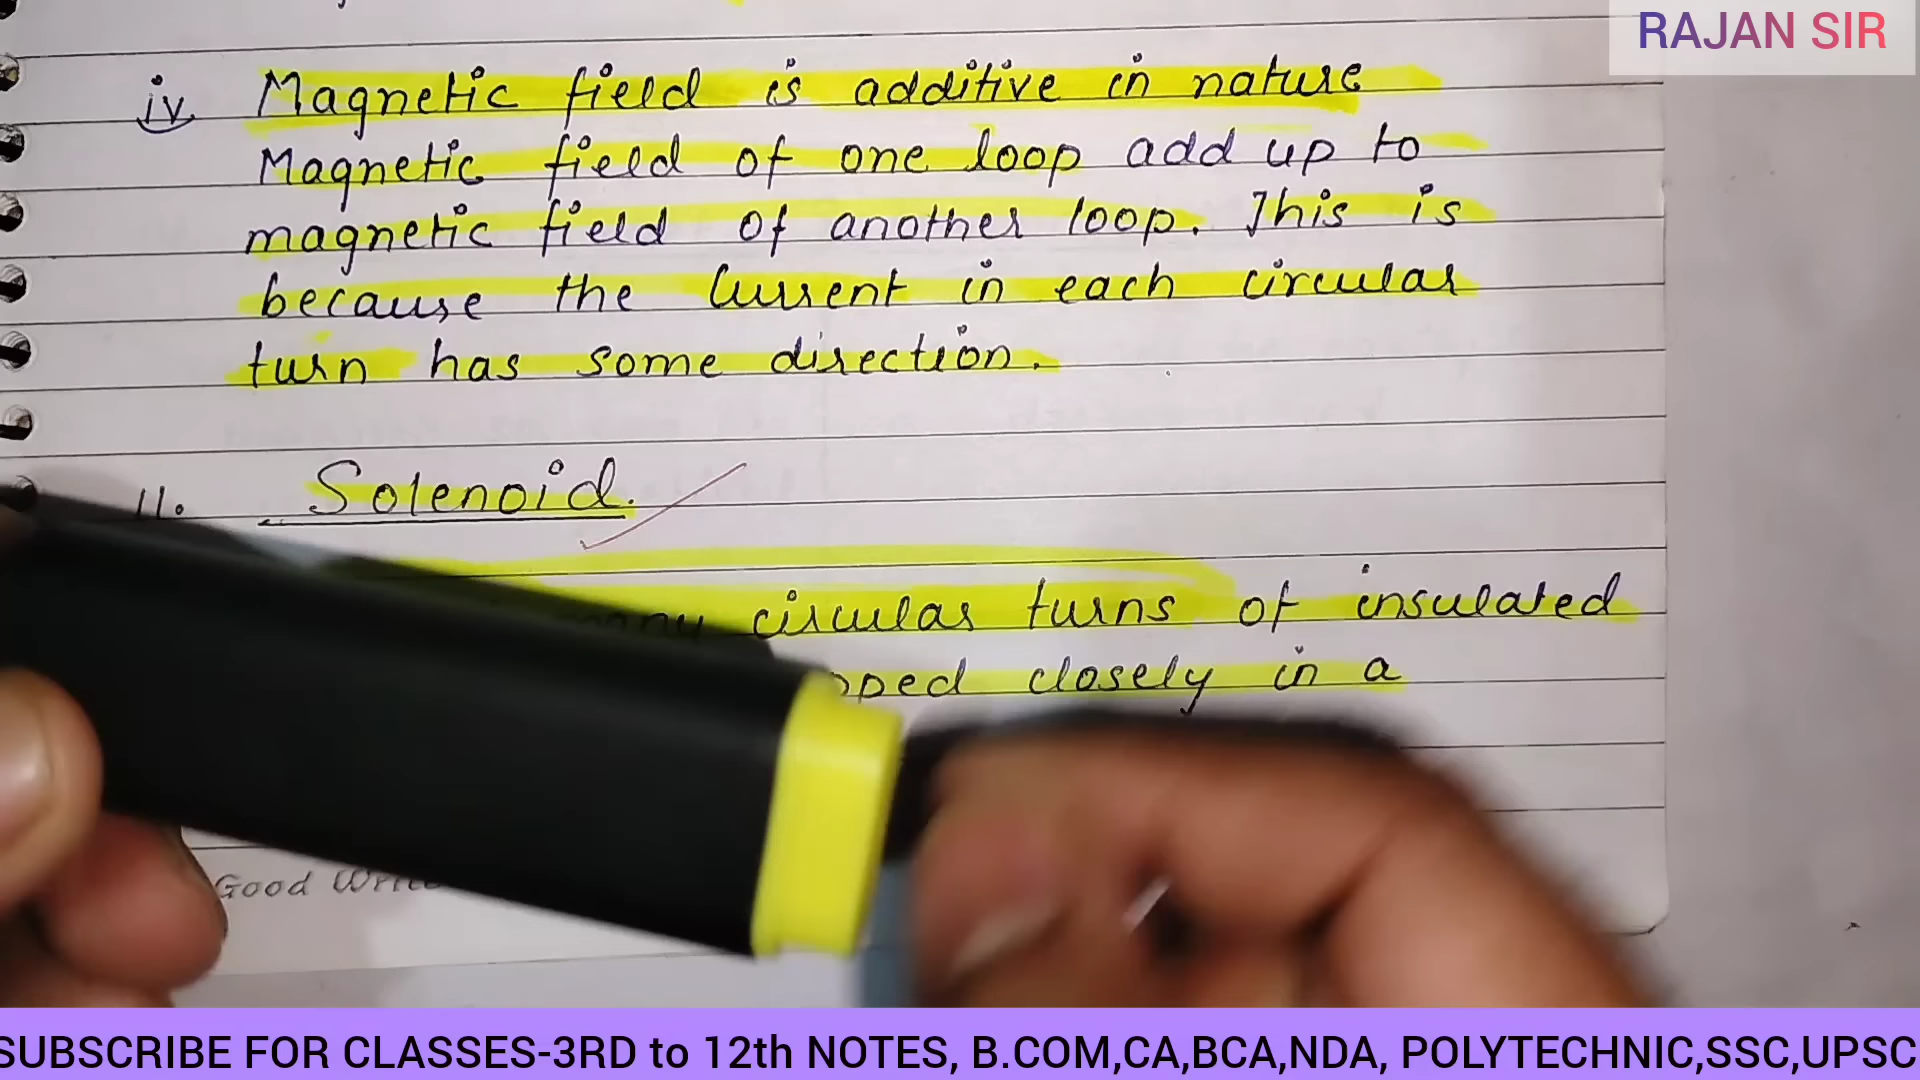 RAJAN SIR
iv. Magnetic field is additive in nature
Magnetic field of one loop add up to
magnetic field of another loop. This is
because the current in each circular
turn has some direction.
11. Solenoid.
many circular turns of insulated
closely in a
Good
SUBSCRIBE FOR CLASSES-3RD to 12th NOTES, B.COM,CA,BCA,NDA, POLYTECHNIC,SSC,UPSC